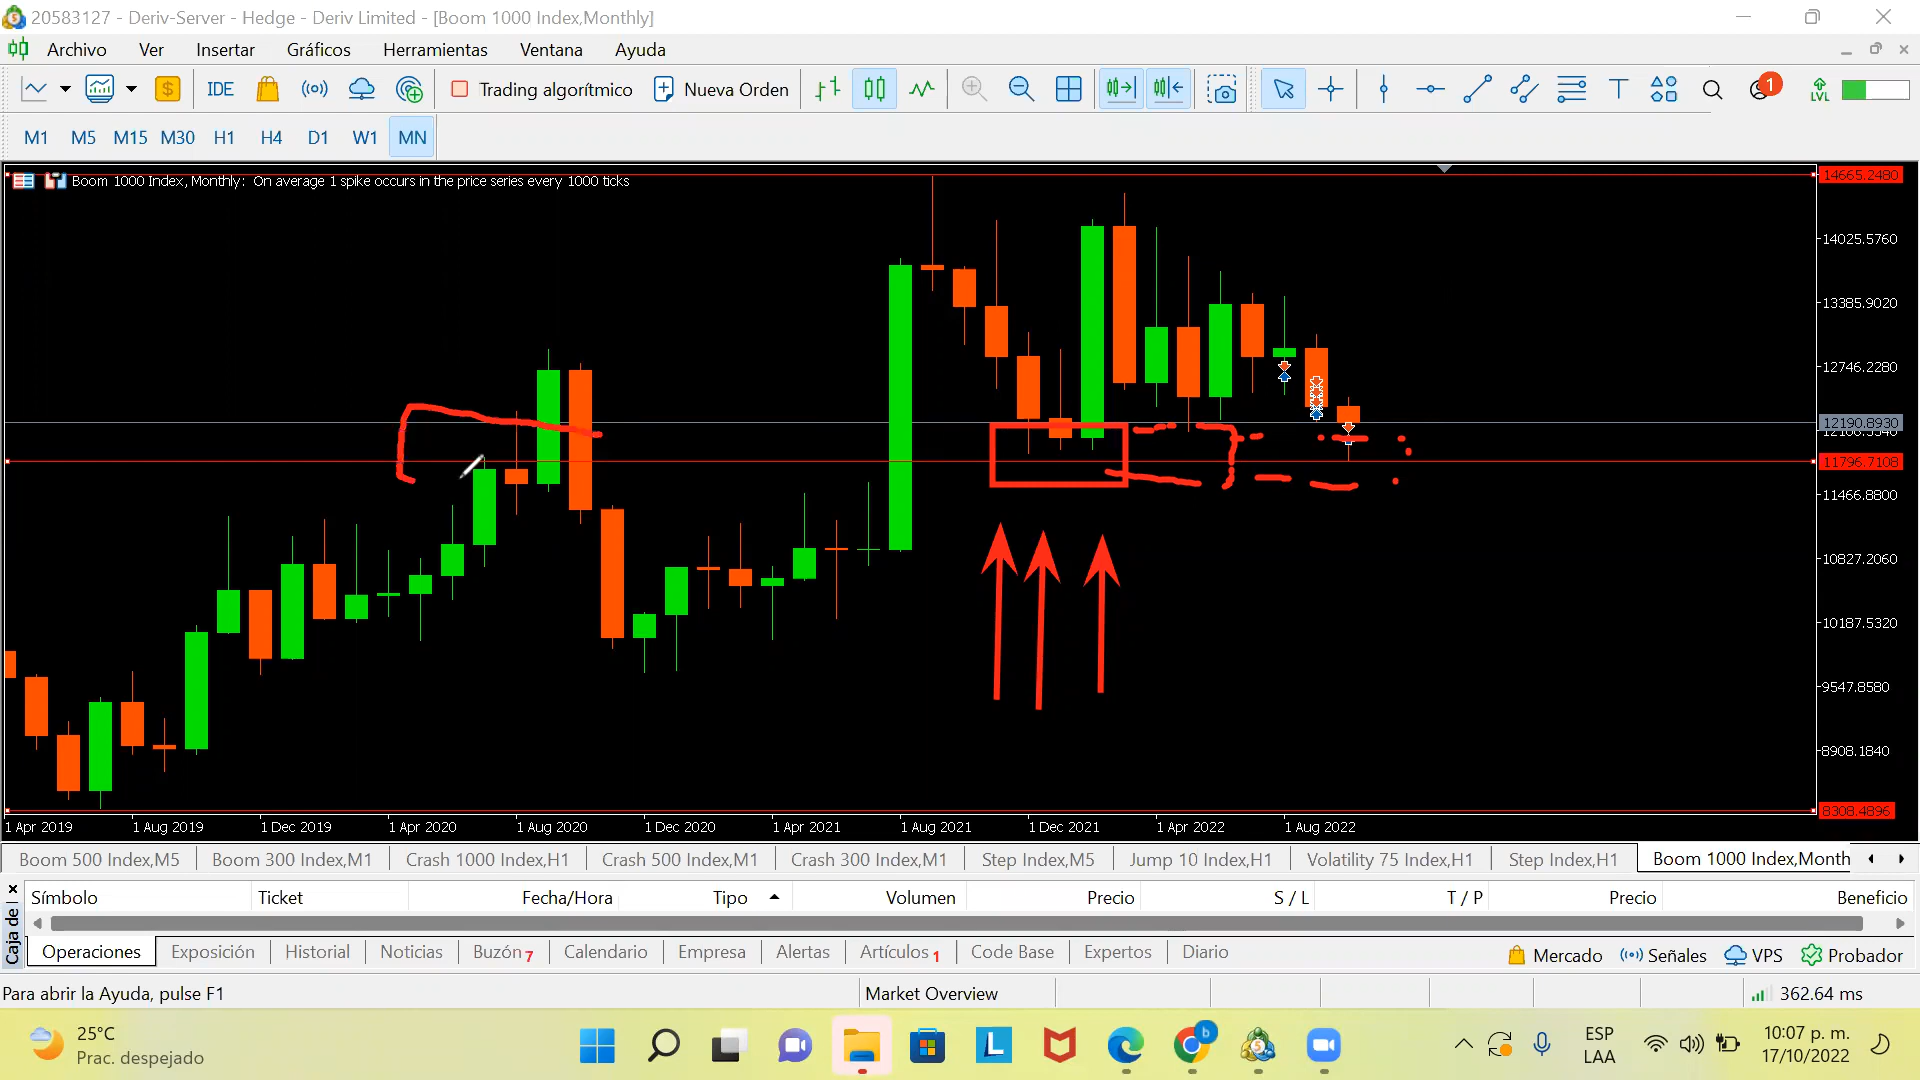 20583127 - Deriv-Server - Hedge - Deriv Limited - [Boom 1000 Index,Monthly]
Archivo Ver Insertar Gráficos Herramientas Ventana Ayuda
IDE Trading algorítmico Nueva Orden 1 LVL
M1 M5 M15 M30 H1 H4 D1 W1 MN
Boom 1000 Index, Monthly: On average 1 spike occurs in the price series every 1000 ticks
14665.2480
14025.5760
13385.9020
12746.2280
12190.8930
11796.7108
11466.8800
10827.2060
10187.5320
9547.8580
8908.1840
8308.4896
1 Apr 2019 1 Aug 2019 1 Dec 2019 1 Apr 2020 1 Aug 2020 1 Dec 2020 1 Apr 2021 1 Aug 2021 1 Dec 2021 1 Apr 2022 1 Aug 2022
Boom 500 Index,M5 Boom 300 Index,M1 Crash 1000 Index,H1 Crash 500 Index,M1 Crash 300 Index,M1 Step Index,M5 Jump 10 Index,H1 Volatility 75 Index,H1 Step Index,H1 Boom 1000 Index,Month
Símbolo Ticket Fecha/Hora Tipo Volumen Precio S / L T / P Precio Beneficio
Caja de
Operaciones Exposición Historial Noticias Buzón 7 Calendario Empresa Alertas Artículos 1 Code Base Expertos Diario Mercado Señales VPS Probador
Para abrir la Ayuda, pulse F1 Market Overview 362.64 ms
25°C
Prac. despejado
ESP
LAA
10:07 p. m.
17/10/2022